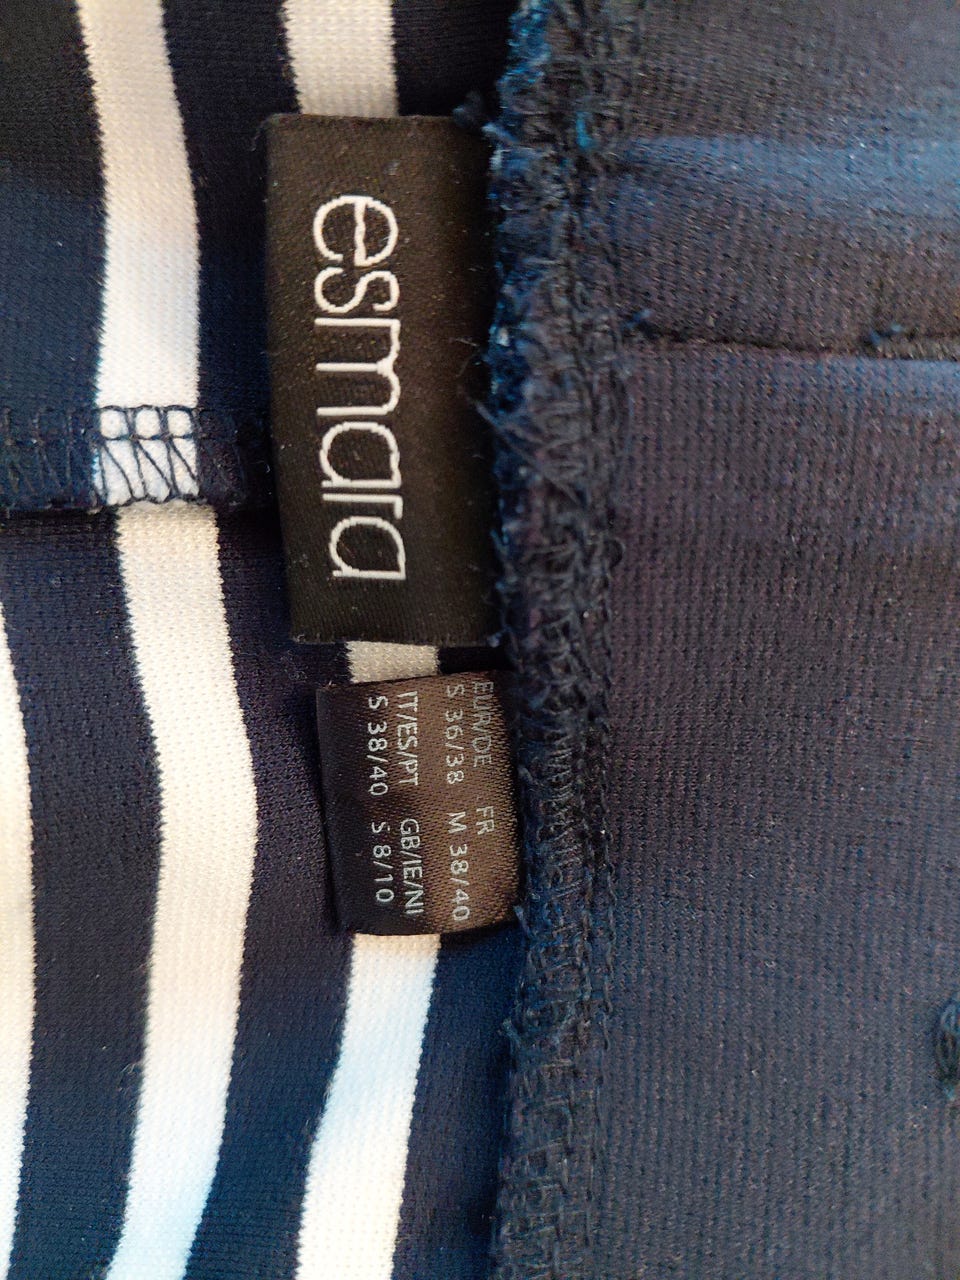 esmara
EUR/DE FR
S 36/38 M 38/40
IT/ES/PT GB/IE/NI
S 38/40 S 8/10